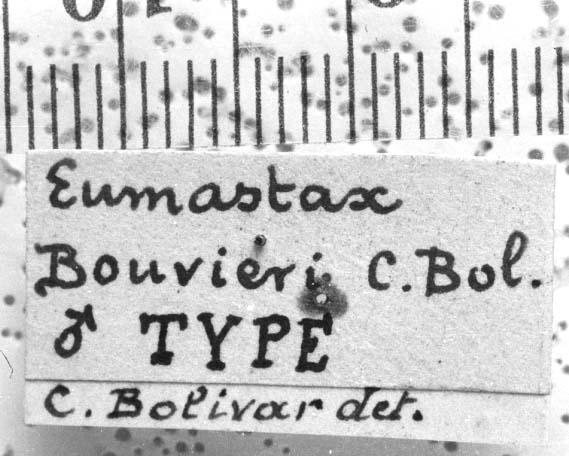 Eumastax
Bouvieri C. Bol.
♂ TYPE
C. Bolivar det.